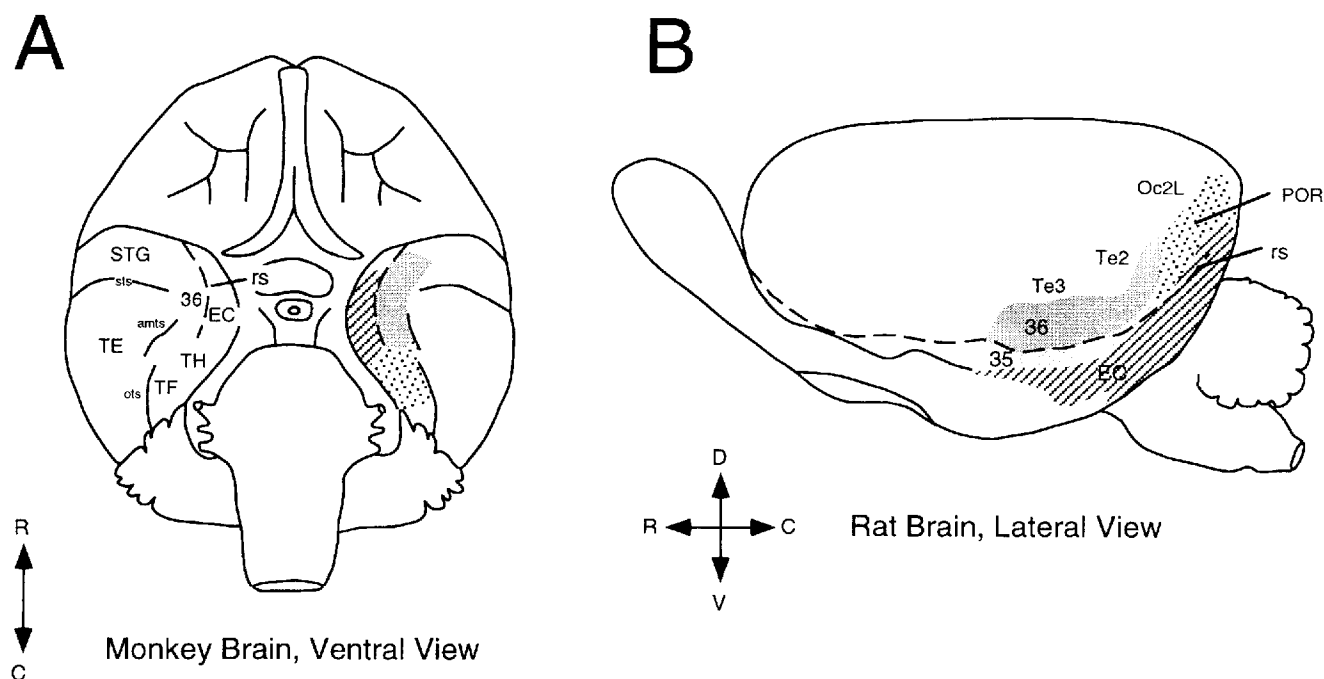 A
STG
sts
rs
36
EC
amts
TE
TH
ots
TF
R
C
Monkey Brain, Ventral View
B
Oc2L
POR
Te2
rs
Te3
36
35
EC
D
R
C
V
Rat Brain, Lateral View